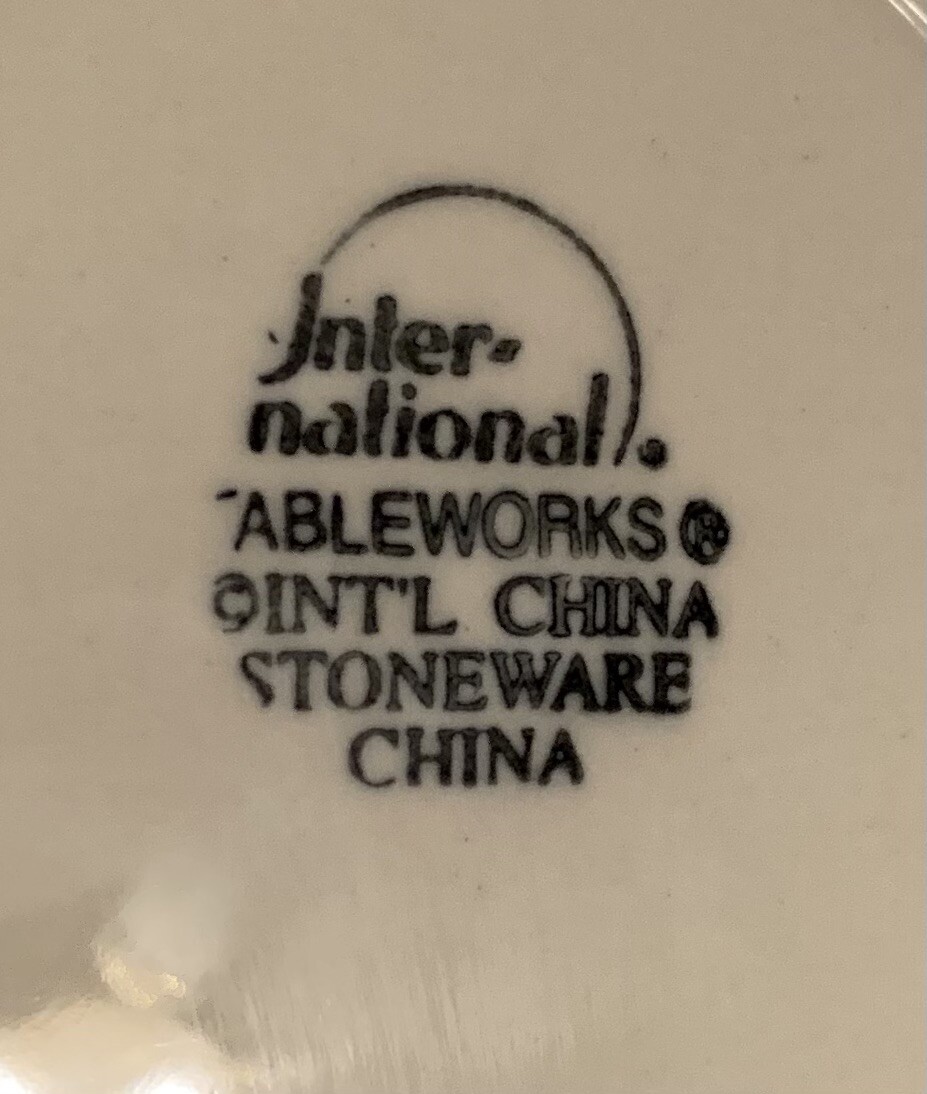 Inter-
national.
TABLEWORKS ®
©INT'L CHINA
STONEWARE
CHINA